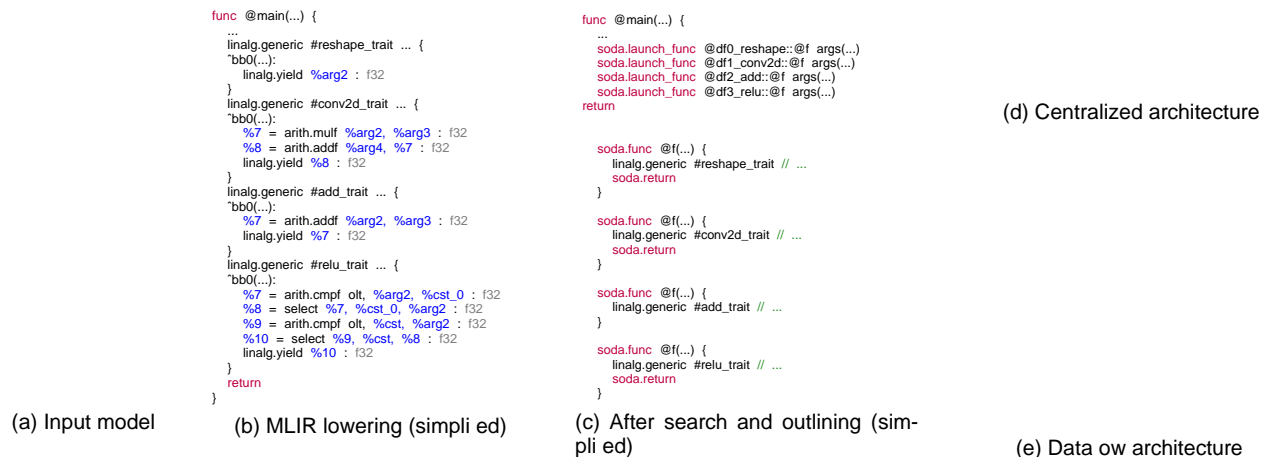 func @main(...) {
...
linalg.generic #reshape_trait ... {
^bb0(...):
linalg.yield %arg2 : f32
}
linalg.generic #conv2d_trait ... {
^bb0(...):
%7 = arith.mulf %arg2, %arg3 : f32
%8 = arith.addf %arg4, %7 : f32
linalg.yield %8 : f32
}
linalg.generic #add_trait ... {
^bb0(...):
%7 = arith.addf %arg2, %arg3 : f32
linalg.yield %7 : f32
}
linalg.generic #relu_trait ... {
^bb0(...):
%7 = arith.cmpf olt, %arg2, %cst_0 : f32
%8 = select %7, %cst_0, %arg2 : f32
%9 = arith.cmpf olt, %cst, %arg2 : f32
%10 = select %9, %cst, %8 : f32
linalg.yield %10 : f32
}
return
}
func @main(...) {
...
soda.launch_func @df0_reshape::@f args(...)
soda.launch_func @df1_conv2d::@f args(...)
soda.launch_func @df2_add::@f args(...)
soda.launch_func @df3_relu::@f args(...)
return
soda.func @f(...) {
linalg.generic #reshape_trait // ...
soda.return
}
soda.func @f(...) {
linalg.generic #conv2d_trait // ...
soda.return
}
soda.func @f(...) {
linalg.generic #add_trait // ...
}
soda.func @f(...) {
linalg.generic #relu_trait // ...
soda.return
}
(d) Centralized architecture
(a) Input model
(b) MLIR lowering (simpli ed)
(c) After search and outlining (sim-
pli ed)
(e) Data ow architecture